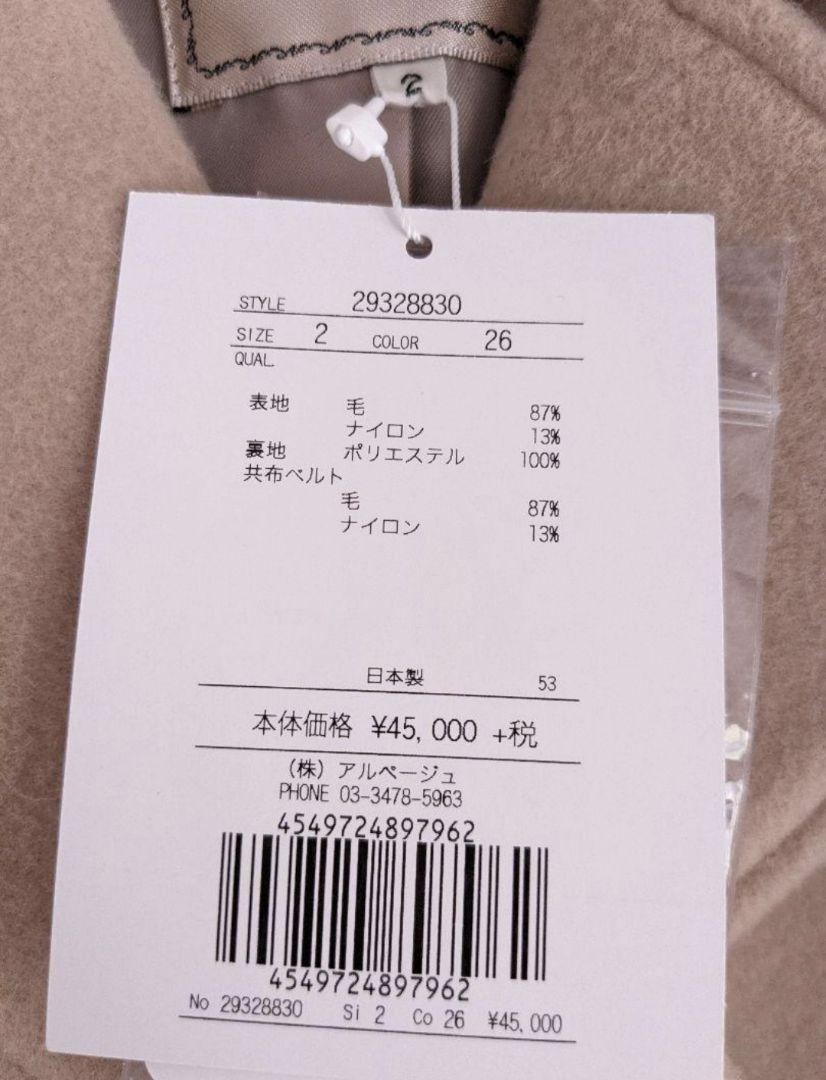 2
STYLE 29328830
SIZE 2 COLOR 26
QUAL
表地 毛 87%
ナイロン 13%
裏地 ポリエステル 100%
共布ベルト
毛 87%
ナイロン 13%
日本製 53
本体価格 ¥45,000 +税
(株) アルページュ
PHONE 03-3478-5963
4549724897962
4549724897962
No 29328830 Si 2 Co 26 ¥45,000